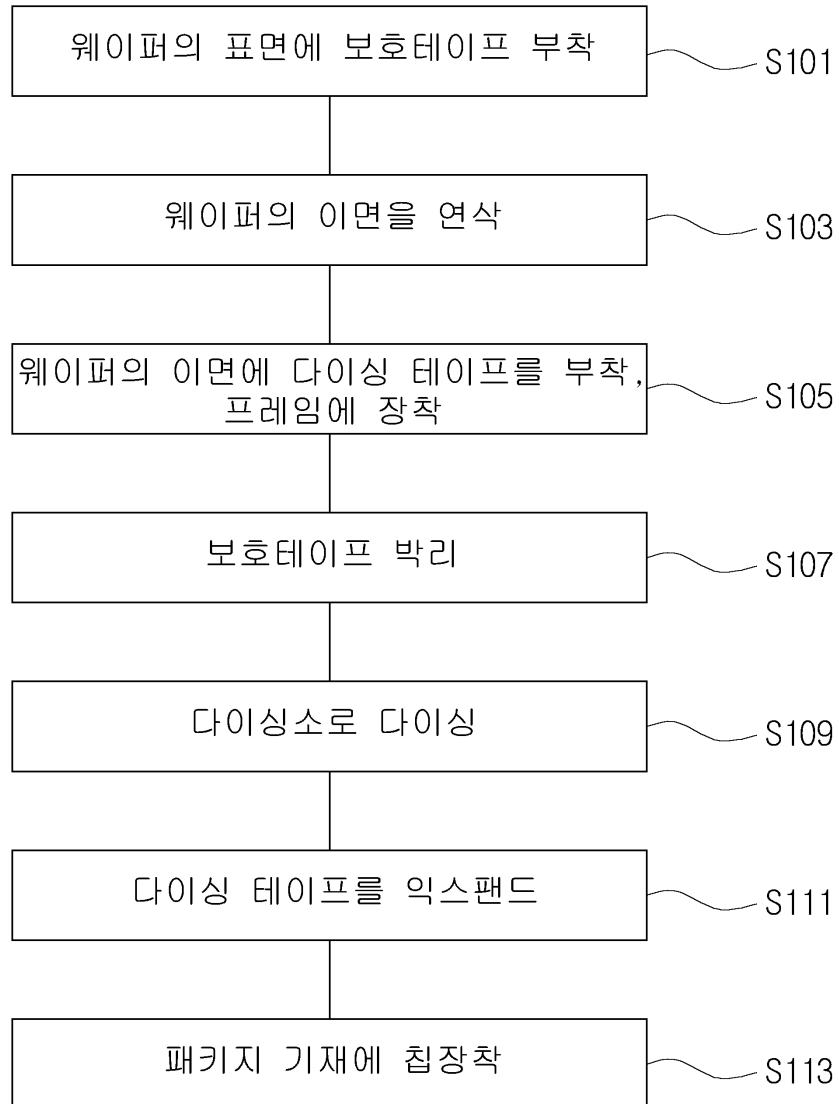 웨이퍼의 표면에 보호테이프 부착
S101
웨이퍼의 이면을 연삭
S103
웨이퍼의 이면에 다이싱 테이프를 부착,
프레임에 장착
S105
보호테이프 박리
S107
다이싱소로 다이싱
S109
다이싱 테이프를 익스팬드
S111
패키지 기재에 칩장착
S113